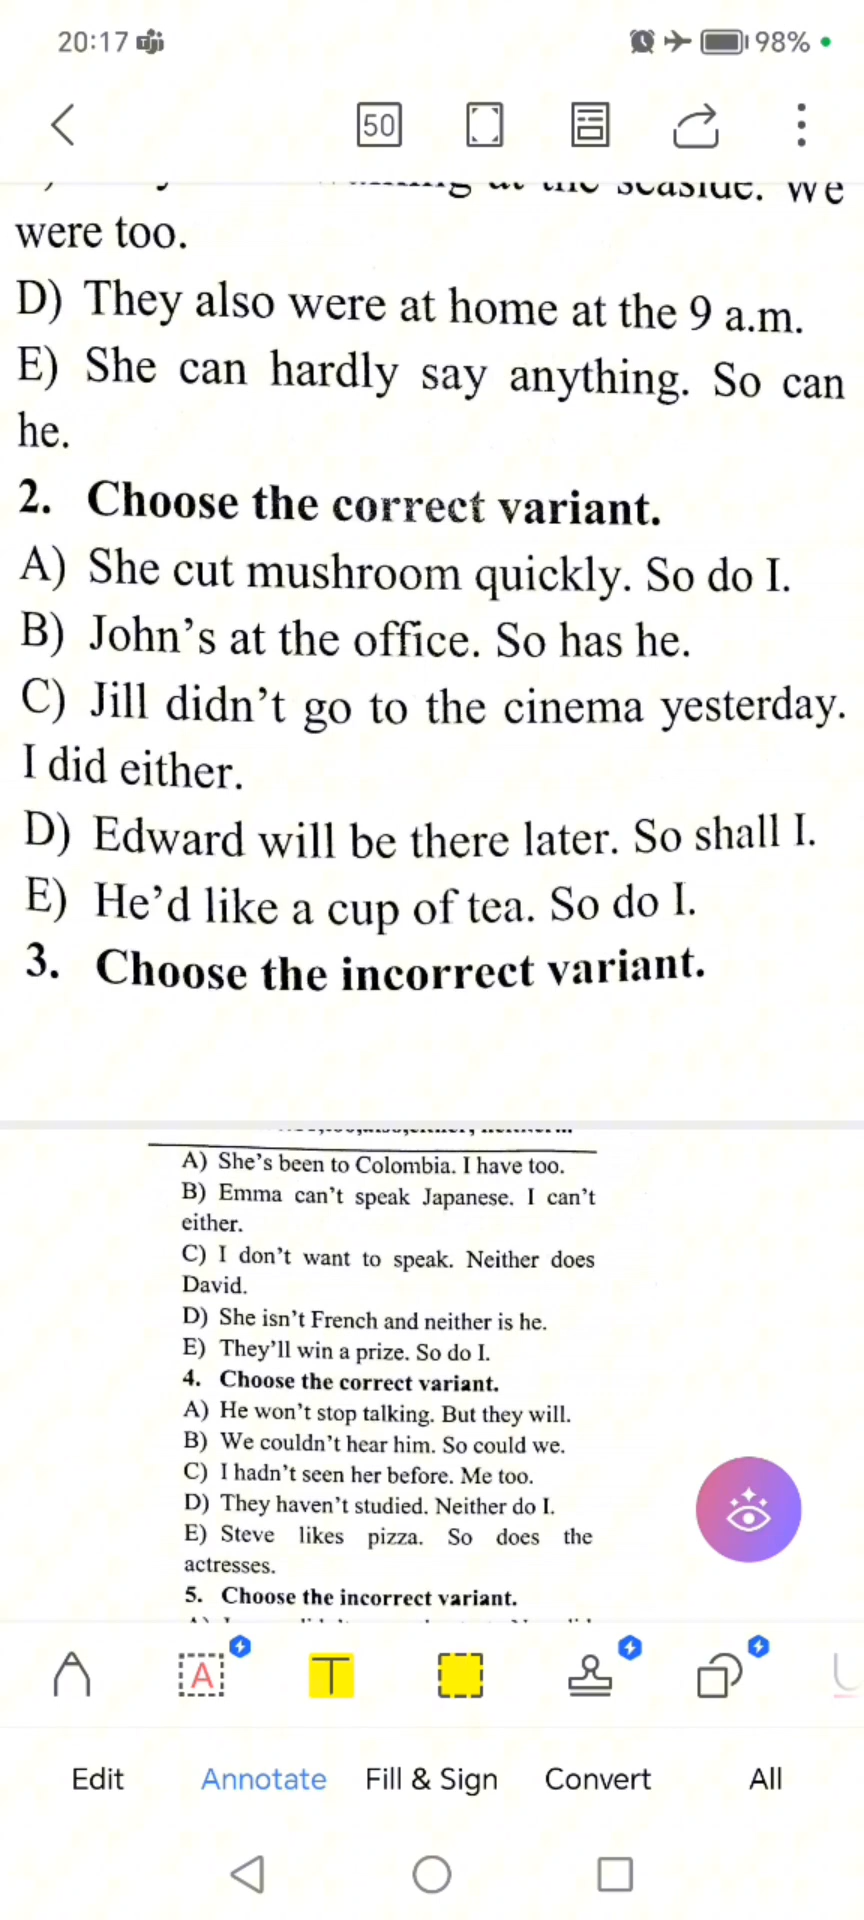 20:17
98%
50
seaside. We
were too.
D) They also were at home at the 9 a.m.
E) She can hardly say anything. So can
he.
2. Choose the correct variant.
A) She cut mushroom quickly. So do I.
B) John’s at the office. So has he.
C) Jill didn’t go to the cinema yesterday.
I did either.
D) Edward will be there later. So shall I.
E) He’d like a cup of tea. So do I.
3. Choose the incorrect variant.
A) She’s been to Colombia. I have too.
B) Emma can’t speak Japanese. I can’t
either.
C) I don’t want to speak. Neither does
David.
D) She isn’t French and neither is he.
E) They’ll win a prize. So do I.
4. Choose the correct variant.
A) He won’t stop talking. But they will.
B) We couldn’t hear him. So could we.
C) I hadn’t seen her before. Me too.
D) They haven’t studied. Neither do I.
E) Steve likes pizza. So does the
actresses.
5. Choose the incorrect variant.
A T
Edit Annotate Fill & Sign Convert All